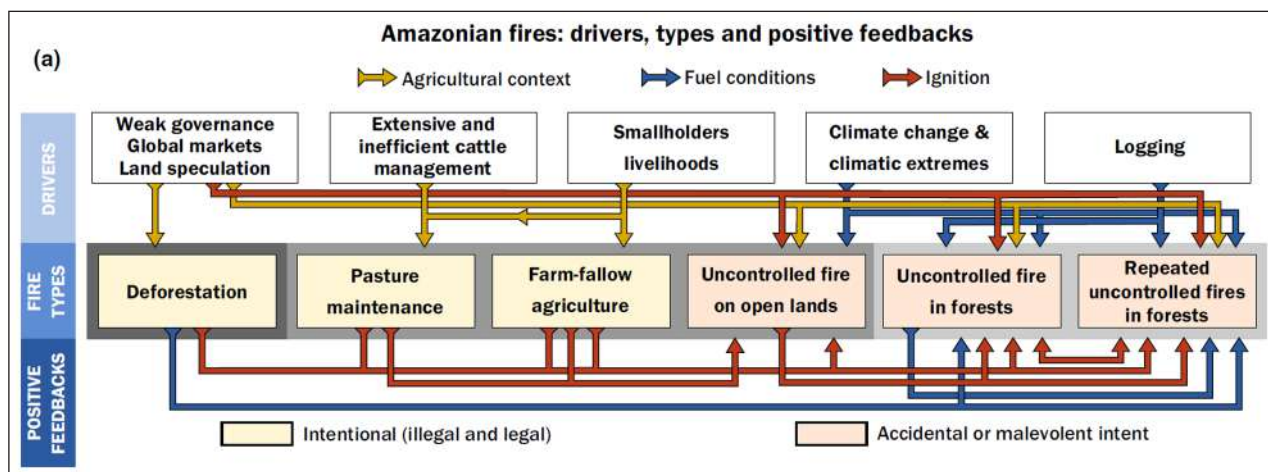 Amazonian fires: drivers, types and positive feedbacks
(a)
Agricultural context
Fuel conditions
Ignition
DRIVERS
Weak governance
Global markets
Land speculation
Extensive and
inefficient cattle
management
Smallholders
livelihoods
Climate change &
climatic extremes
Logging
FIRE
TYPES
Deforestation
Pasture
maintenance
Farm-fallow
agriculture
Uncontrolled fire
on open lands
Uncontrolled fire
in forests
Repeated
uncontrolled fires
in forests
POSITIVE
FEEDBACKS
Intentional (illegal and legal)
Accidental or malevolent intent